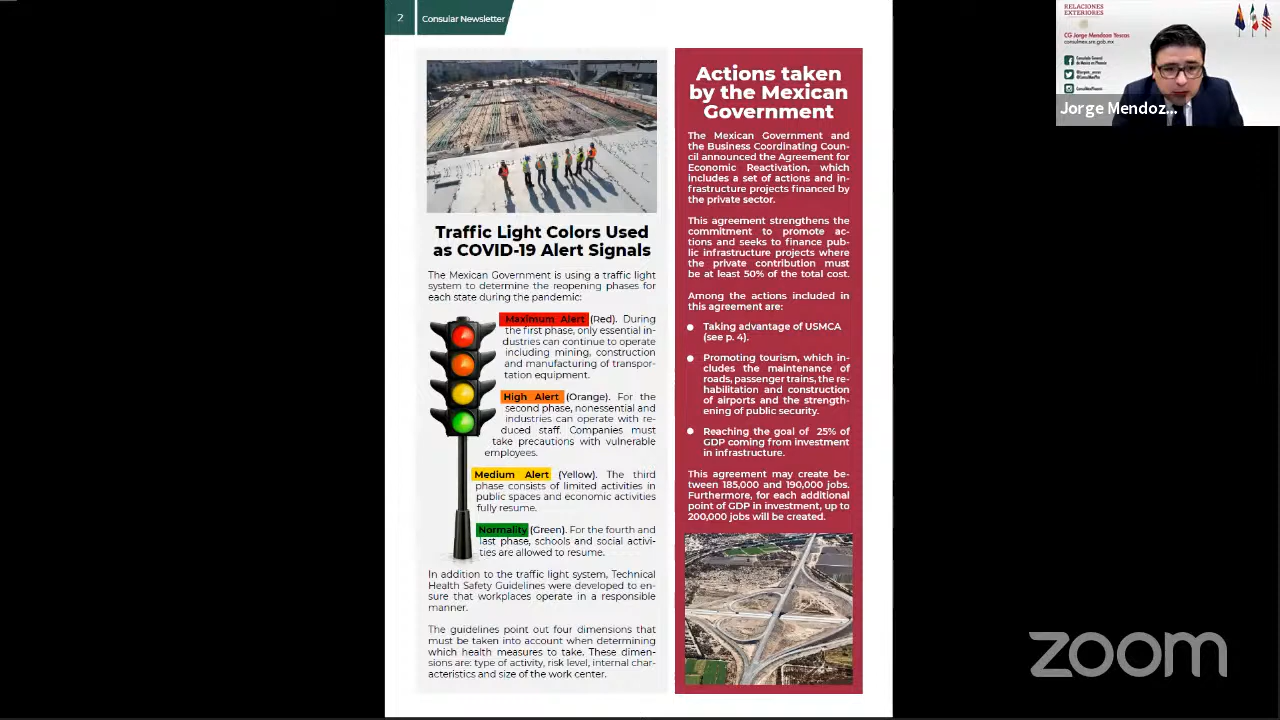 2
Consular Newsletter
Traffic Light Colors Used
as COVID-19 Alert Signals
The Mexican Government is using a traffic light
system to determine the reopening phases for
each state during the pandemic:
Maximum Alert (Red). During
the first phase, only essential in-
dustries can continue to operate
including mining, construction
and manufacturing of transpor-
tation equipment.
High Alert (Orange). For the
second phase, nonessential and
industries can operate with re-
duced staff. Companies must
take precautions with vulnerable
employees.
Medium Alert (Yellow). The third
phase consists of limited activities in
public spaces and economic activities
fully resume.
Normality (Green). For the fourth and
last phase, schools and social activi-
ties are allowed to resume.
In addition to the traffic light system, Technical
Health Safety Guidelines were developed to en-
sure that workplaces operate in a responsible
manner.
The guidelines point out four dimensions that
must be taken into account when determining
which health measures to take. These dimen-
sions are: type of activity, risk level, internal char-
acteristics and size of the work center.
Actions taken
by the Mexican
Government
The Mexican Government and
the Business Coordinating Coun-
cil announced the Agreement for
Economic Reactivation, which
includes a set of actions and in-
frastructure projects financed by
the private sector.
This agreement strengthens the
commitment to promote ac-
tions and seeks to finance pub-
lic infrastructure projects where
the private contribution must
be at least 50% of the total cost.
Among the actions included in
this agreement are:
Taking advantage of USMCA
(see p. 4).
Promoting tourism, which in-
cludes the maintenance of
roads, passenger trains, the re-
habilitation and construction
of airports and the strength-
ening of public security.
Reaching the goal of 25% of
GDP coming from investment
in infrastructure.
This agreement may create be-
tween 185,000 and 190,000 jobs.
Furthermore, for each additional
point of GDP in investment, up to
200,000 jobs will be created.
RELACIONES
EXTERIORES
CG Jorge Mendoza Yescas
consulmex.sre.gob.mx
Consulado General
de México en Phoenix
Jorge Mendoz...
zoom